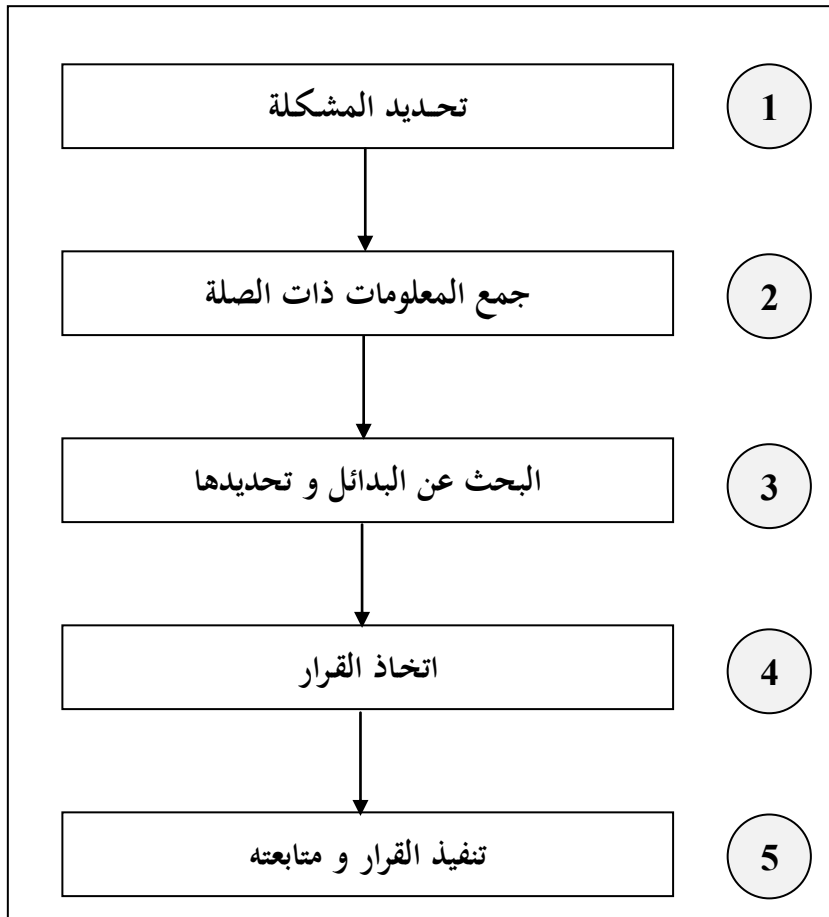 تحديد المشكلة
1
جمع المعلومات ذات الصلة
2
البحث عن البدائل و تحديدها
3
اتخاذ القرار
4
تنفيذ القرار و متابعته
5